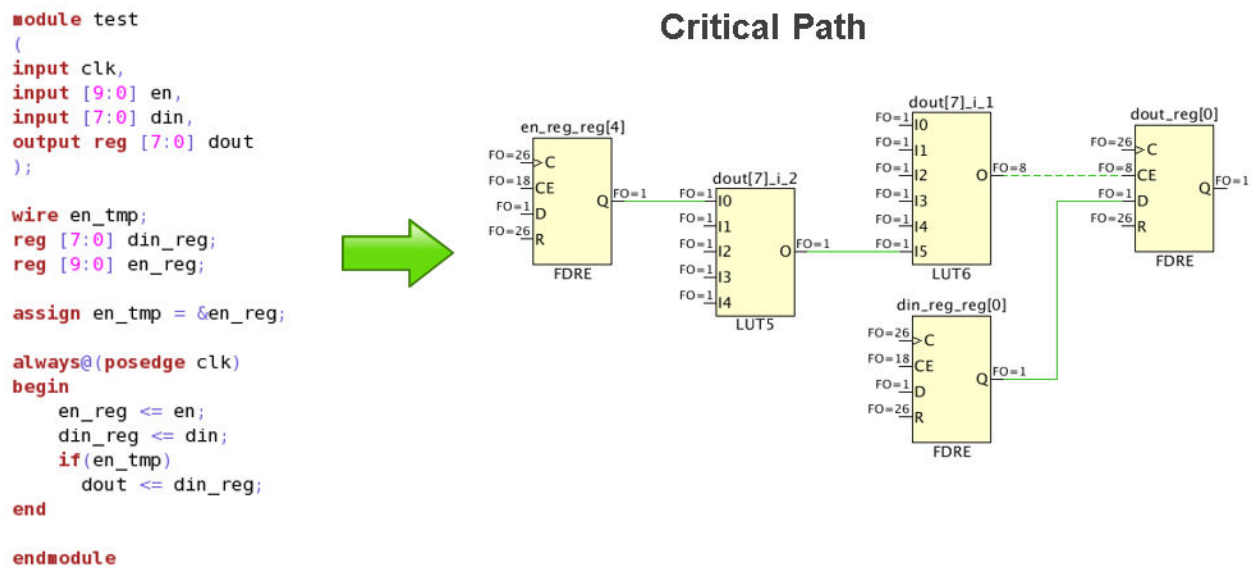 module test
(
input clk,
input [9:0] en,
input [7:0] din,
output reg [7:0] dout
);
wire en_tmp;
reg [7:0] din_reg;
reg [9:0] en_reg;
assign en_tmp = &en_reg;
always@(posedge clk)
begin
en_reg <= en;
din_reg <= din;
if(en_tmp)
dout <= din_reg;
end
endmodule
Critical Path
en_reg_reg[4]
FO=26 C
FO=18 CE
FO=1 D
FO=26 R
Q FO=1
FDRE
dout[7]_i_2
FO=1 I0
FO=1 I1
FO=1 I2
FO=1 I3
FO=1 I4
O FO=1
LUT5
dout[7]_i_1
FO=1 I0
FO=1 I1
FO=1 I2
FO=1 I3
FO=1 I4
FO=1 I5
O FO=8
LUT6
din_reg_reg[0]
FO=26 C
FO=18 CE
FO=1 D
FO=26 R
Q FO=1
FDRE
dout_reg[0]
FO=26 C
FO=8 CE
FO=1 D
FO=26 R
Q FO=1
FDRE